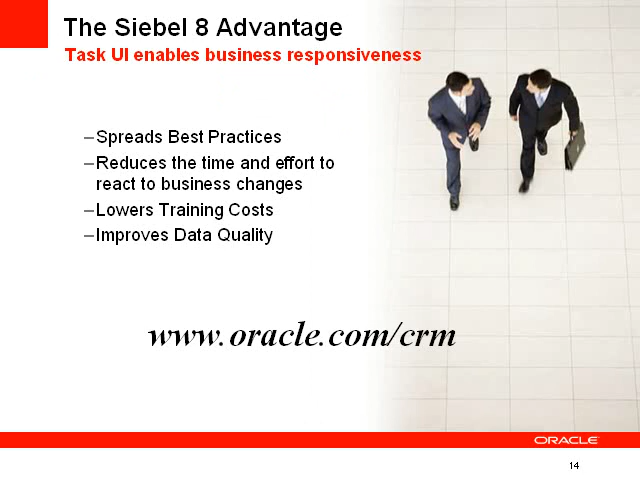 The Siebel 8 Advantage
Task UI enables business responsiveness
–Spreads Best Practices
–Reduces the time and effort to
react to business changes
–Lowers Training Costs
–Improves Data Quality
www.oracle.com/crm
ORACLE
14